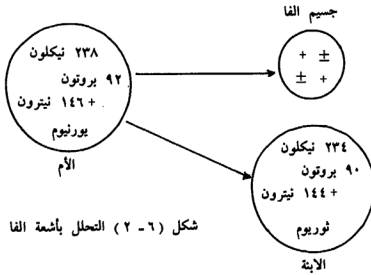 جسيم الفا
+ ±
± +
٢٣٨ نيكلون
٩٢ بروتون
+ ١٤٦ نيترون
يورنيوم
الأم
٢٣٤ نيكلون
٩٠ بروتون
+ ١٤٤ نيترون
ثوريوم
الابنة
شكل (٦ - ٢) التحلل بأشعة الفا